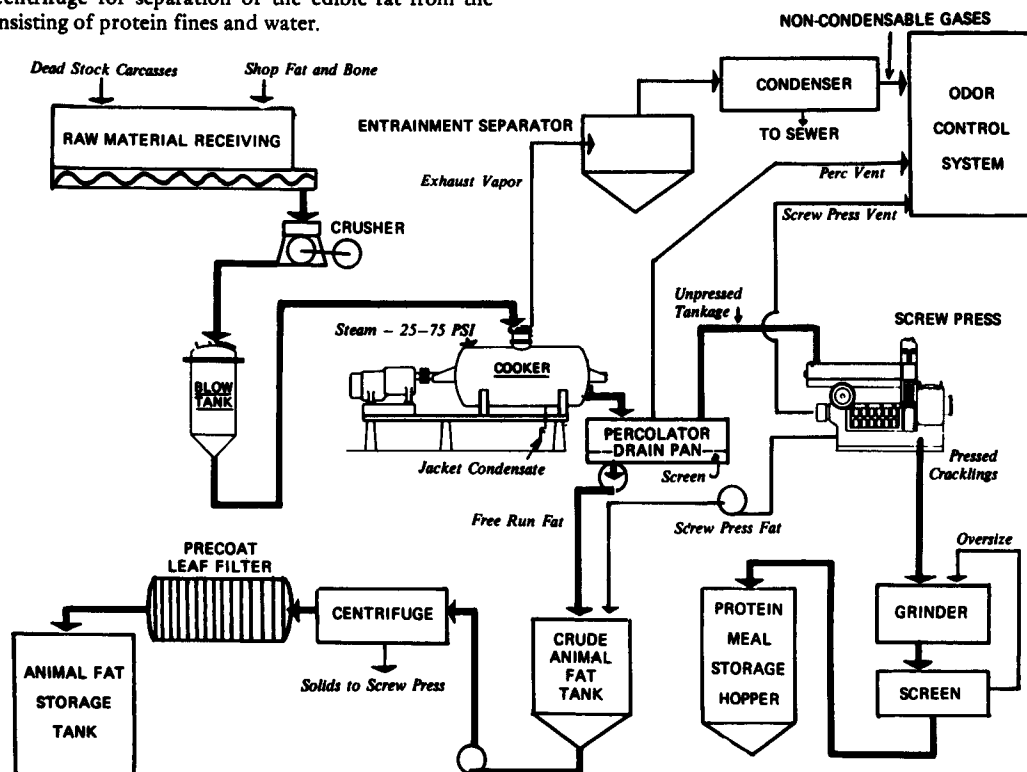 centrifuge for separation of the edible fat from the
nsisting of protein fines and water.
NON-CONDENSABLE GASES
Dead Stock Carcasses
Shop Fat and Bone
RAW MATERIAL RECEIVING
CONDENSER
ODOR
CONTROL
SYSTEM
ENTRAINMENT SEPARATOR
TO SEWER
Exhaust Vapor
Perc Vent
Screw Press Vent
CRUSHER
Unpressed
Tankage
SCREW PRESS
Steam – 25–75 PSI
COOKER
BLOW
TANK
PERCOLATOR
DRAIN PAN
Screen
Jacket Condensate
Pressed
Cracklings
Free Run Fat
Screw Press Fat
Oversize
PRECOAT
LEAF FILTER
CENTRIFUGE
Solids to Screw Press
CRUDE
ANIMAL
FAT
TANK
PROTEIN
MEAL
STORAGE
HOPPER
GRINDER
SCREEN
ANIMAL FAT
STORAGE
TANK